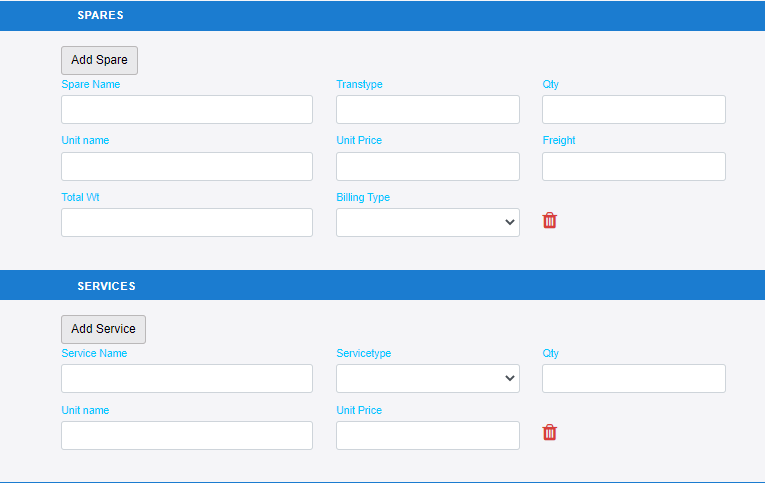 SPARES
Add Spare
Spare Name Transtype Qty
Unit name Unit Price Freight
Total Wt Billing Type
SERVICES
Add Service
Service Name Servicetype Qty
Unit name Unit Price